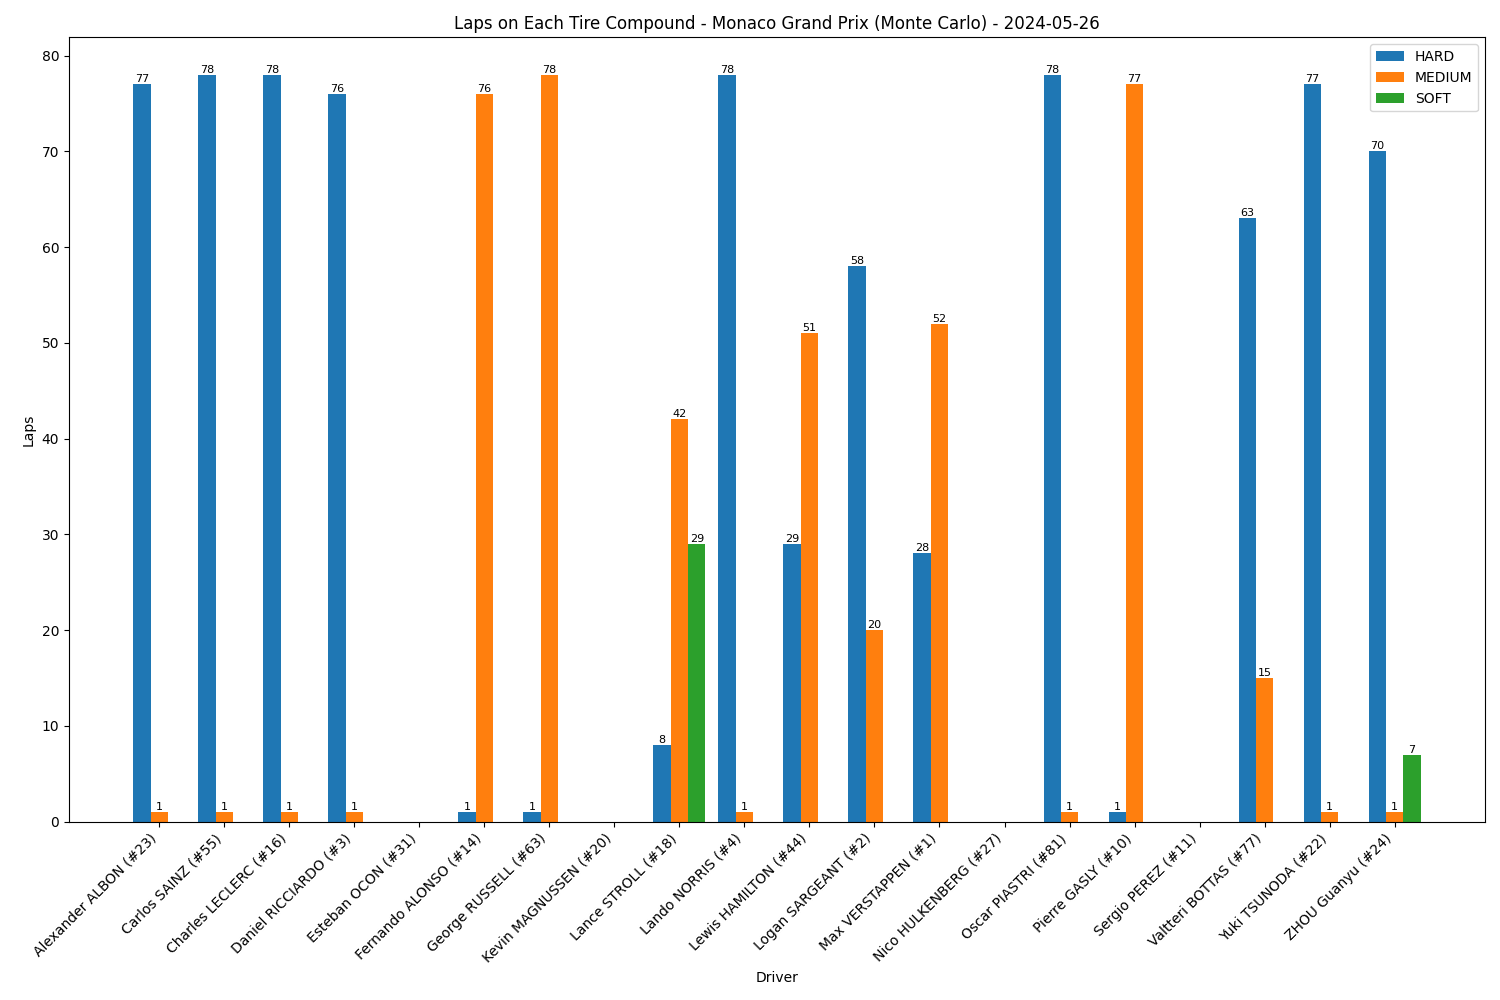 Laps on Each Tire Compound - Monaco Grand Prix (Monte Carlo) - 2024-05-26
HARD
MEDIUM
SOFT
Laps
80
70
60
50
40
30
20
10
0
77
1
78
1
78
1
76
1
1
76
1
78
8
42
29
78
1
29
51
58
20
28
52
78
1
1
77
63
15
77
1
70
1
7
Alexander ALBON (#23)
Carlos SAINZ (#55)
Charles LECLERC (#16)
Daniel RICCIARDO (#3)
Esteban OCON (#31)
Fernando ALONSO (#14)
George RUSSELL (#63)
Kevin MAGNUSSEN (#20)
Lance STROLL (#18)
Lando NORRIS (#4)
Lewis HAMILTON (#44)
Logan SARGEANT (#2)
Max VERSTAPPEN (#1)
Nico HULKENBERG (#27)
Oscar PIASTRI (#81)
Pierre GASLY (#10)
Sergio PEREZ (#11)
Valtteri BOTTAS (#77)
Yuki TSUNODA (#22)
ZHOU Guanyu (#24)
Driver